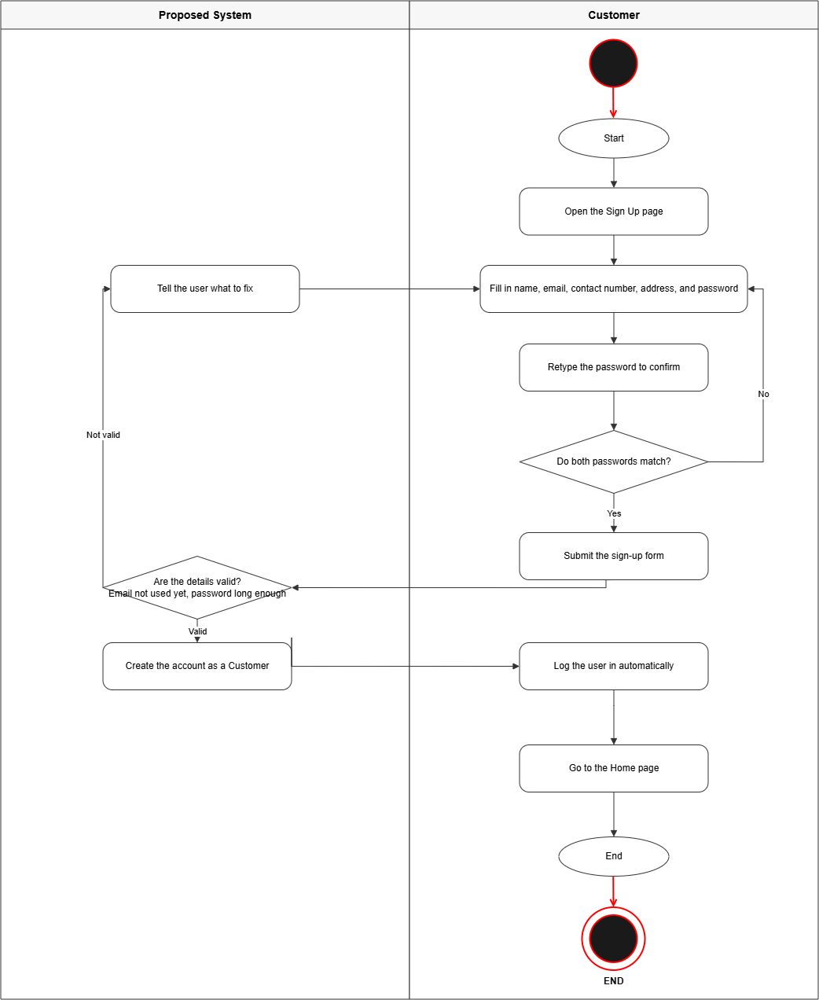 Proposed System
Customer
Start
Open the Sign Up page
Tell the user what to fix
Fill in name, email, contact number, address, and password
Retype the password to confirm
No
Not valid
Do both passwords match?
Yes
Submit the sign-up form
Are the details valid?
Email not used yet, password long enough
Valid
Create the account as a Customer
Log the user in automatically
Go to the Home page
End
END